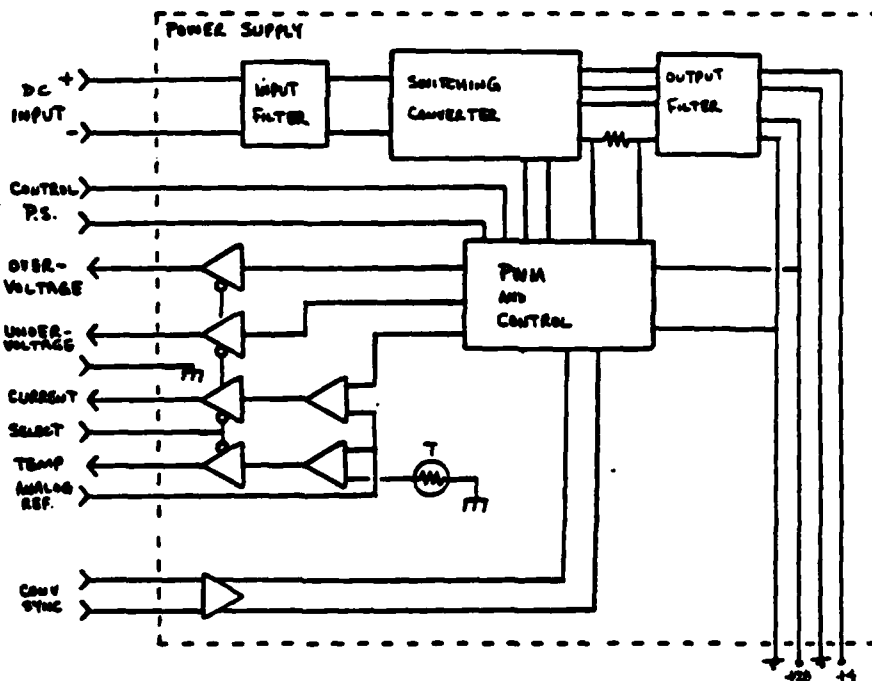 POWER SUPPLY
DC
INPUT
+
-
INPUT
FILTER
SWITCHING
CONVERTER
OUTPUT
FILTER
CONTROL
P.S.
OVER-
VOLTAGE
UNDER-
VOLTAGE
CURRENT
SELECT
TEMP
ANALOG
REF.
CONV
SYNC
PWM
AND
CONTROL
T